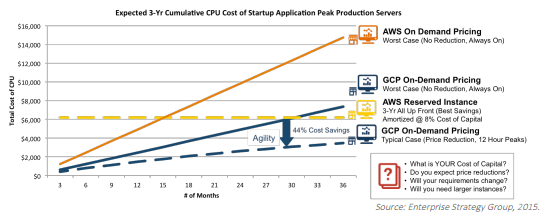 Expected 3-Yr Cumulative CPU Cost of Startup Application Peak Production Servers
$16,000
$14,000
$12,000
$10,000
$8,000
$6,000
$4,000
$2,000
$0
Total Cost of CPU
3
6
9
12
15
18
21
24
27
30
33
36
# of Months
44% Cost Savings
Agility
AWS On Demand Pricing
Worst Case (No Reduction, Always On)
GCP On-Demand Pricing
Worst Case (No Reduction, Always On)
AWS Reserved Instance
3-Yr All Up Front (Best Savings)
Amortized @ 8% Cost of Capital
GCP On-Demand Pricing
Typical Case (Price Reduction, 12 Hour Peaks)
?
• What is YOUR Cost of Capital?
• Do you expect price reductions?
• Will your requirements change?
• Will you need larger instances?
Source: Enterprise Strategy Group, 2015.